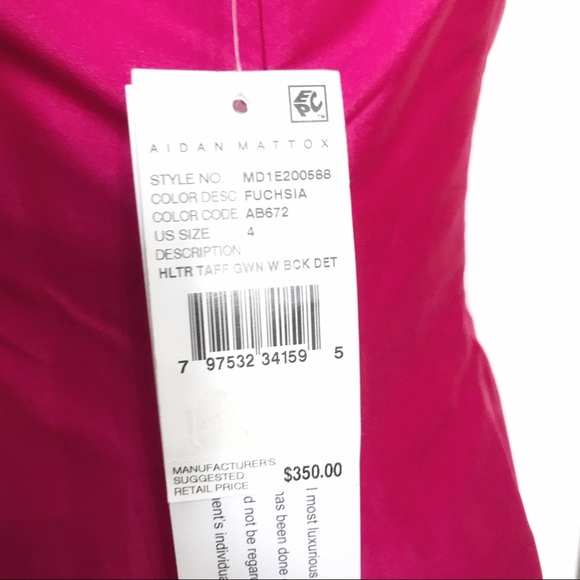 EPC™
AIDAN MATTOX
STYLE NO. MD1E200588
COLOR DESC FUCHSIA
COLOR CODE AB672
US SIZE 4
DESCRIPTION
HLTR TAFF GWN W BCK DET
7 97532 34159 5
MANUFACTURER'S
SUGGESTED
RETAIL PRICE $350.00
l most luxurious
has been done
d not be regar
ent's individua